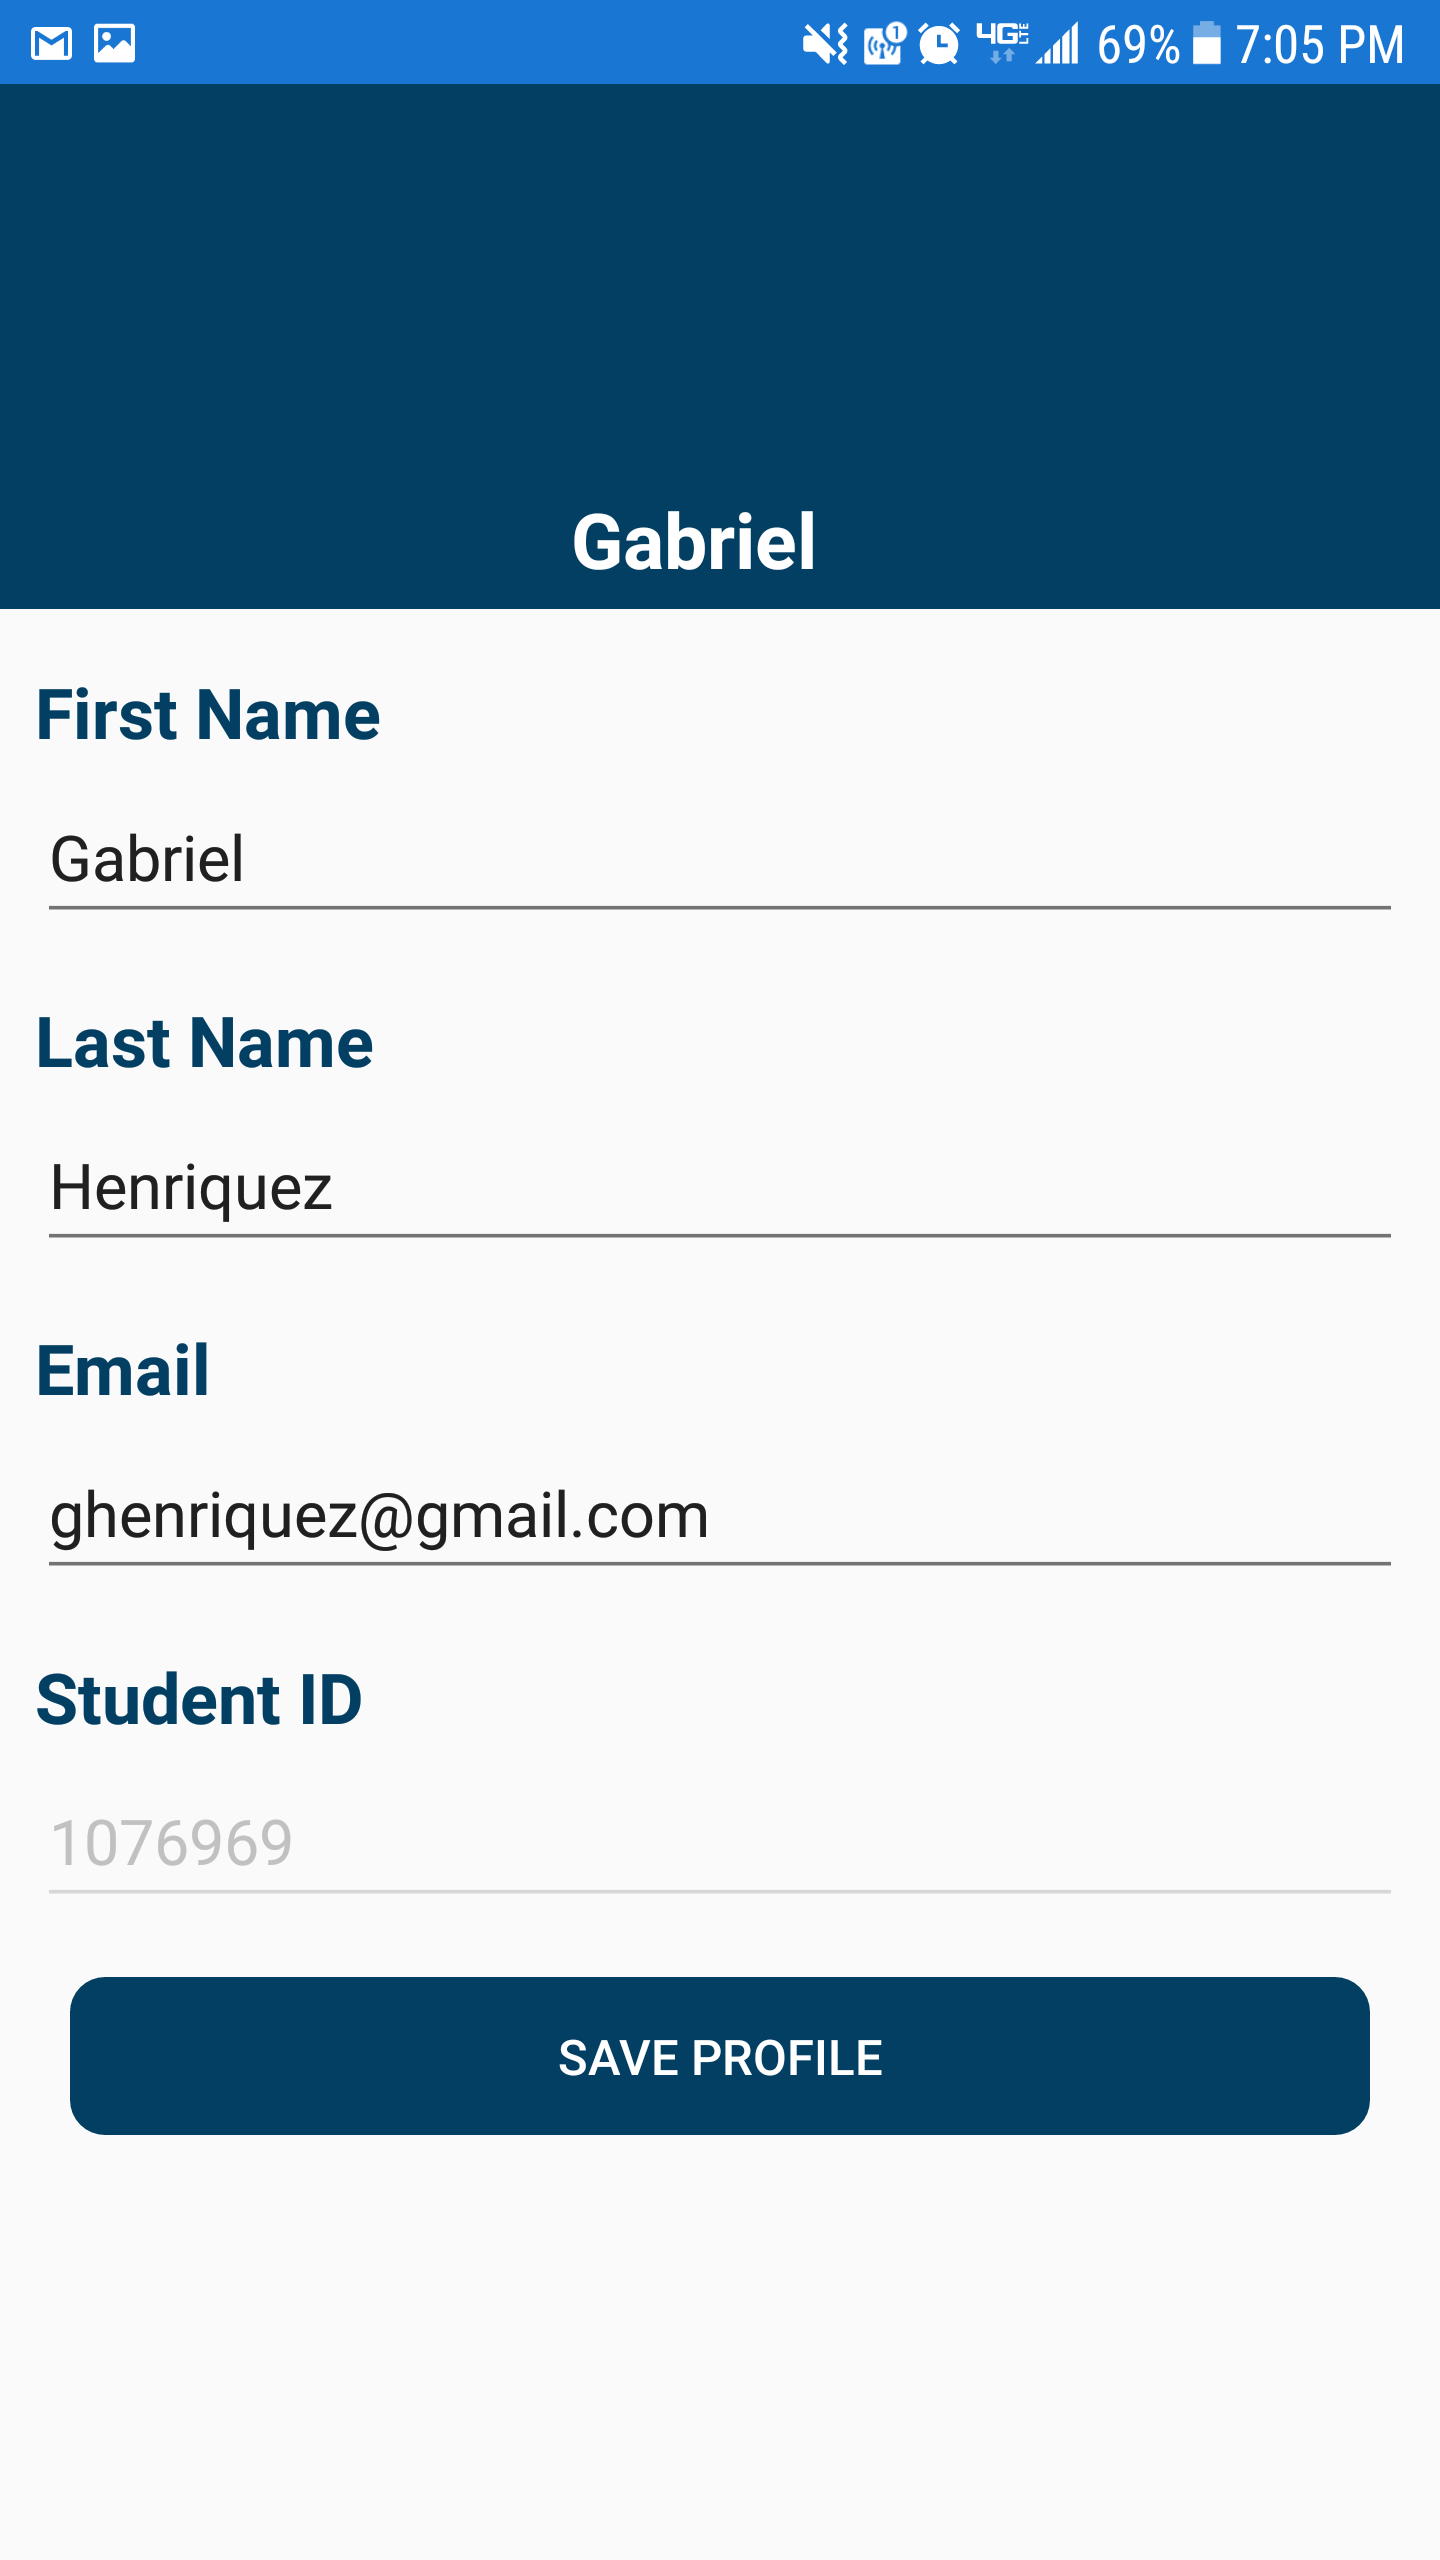 1 4G LTE 69% 7:05 PM
Gabriel
First Name
Gabriel
Last Name
Henriquez
Email
ghenriquez@gmail.com
Student ID
1076969
SAVE PROFILE